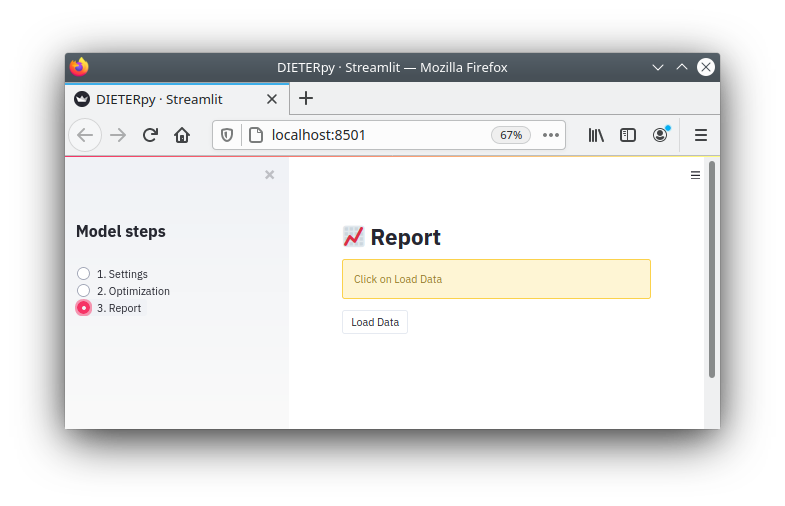 DIETERpy · Streamlit — Mozilla Firefox
DIETERpy · Streamlit
localhost:8501
67%
Model steps
1. Settings
2. Optimization
3. Report
Report
Click on Load Data
Load Data